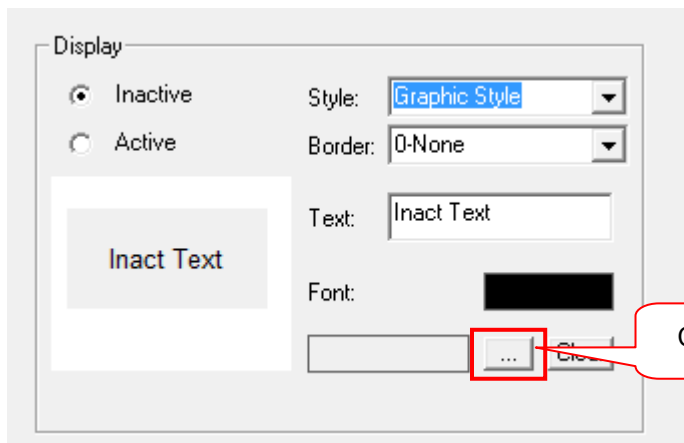 Display
Inactive
Style: Graphic Style
Active
Border: 0-None
Text: Inact Text
Inact Text
Font:
...